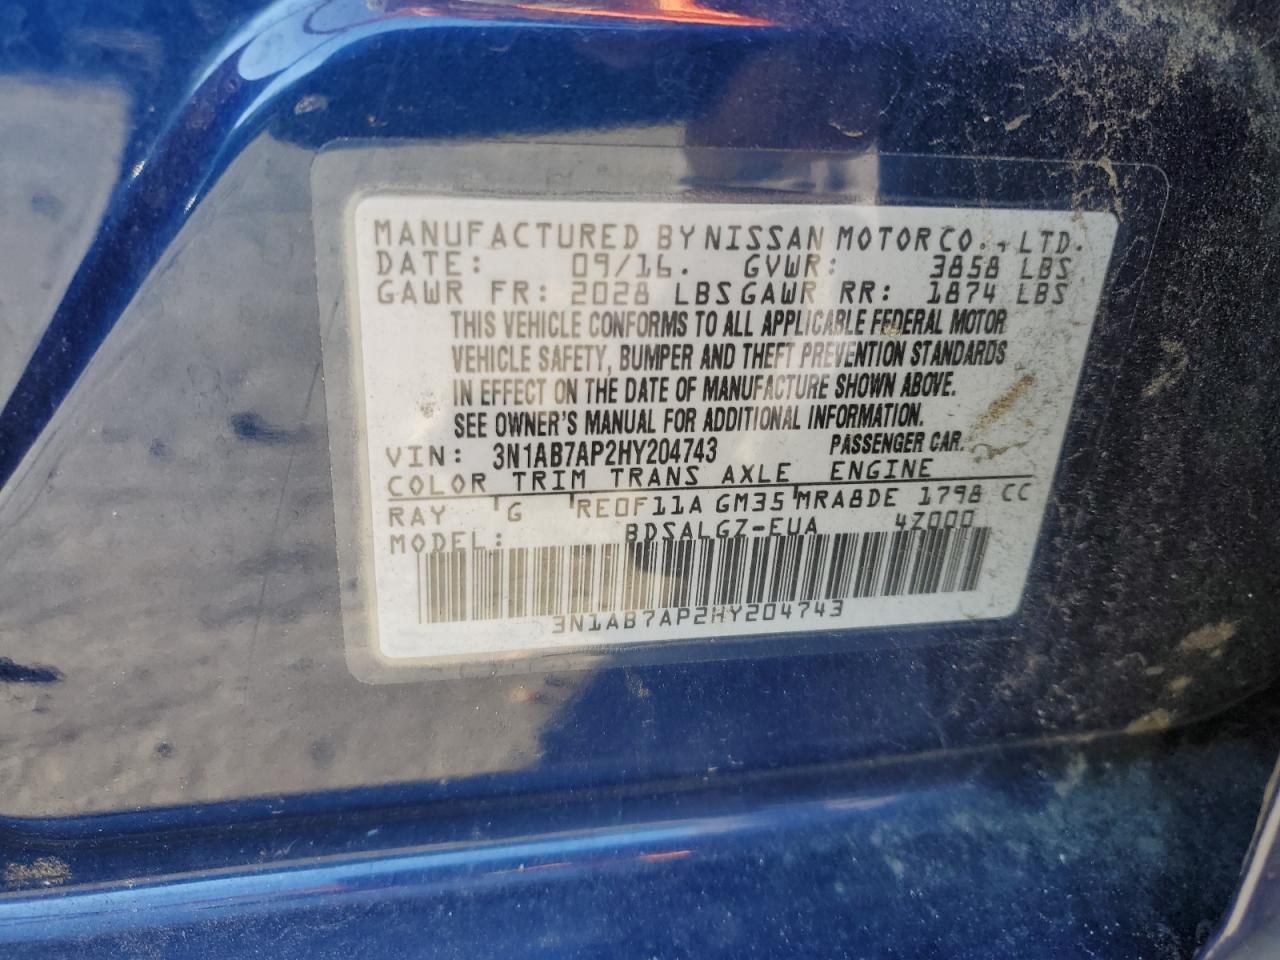 MANUFACTURED BY NISSAN MOTOR CO., LTD.
DATE: 09/16. GVWR: 3858 LBS
GAWR FR: 2028 LBS GAWR RR: 1874 LBS
THIS VEHICLE CONFORMS TO ALL APPLICABLE FEDERAL MOTOR
VEHICLE SAFETY, BUMPER AND THEFT PREVENTION STANDARDS
IN EFFECT ON THE DATE OF MANUFACTURE SHOWN ABOVE.
SEE OWNER'S MANUAL FOR ADDITIONAL INFORMATION.
VIN: 3N1AB7AP2HY204743 PASSENGER CAR.
COLOR TRIM TRANS AXLE ENGINE
RAY G RE0F11A GM35 MRA8DE 1798 CC
MODEL: BDSALGZ-EUA 4Z000
3N1AB7AP2HY204743